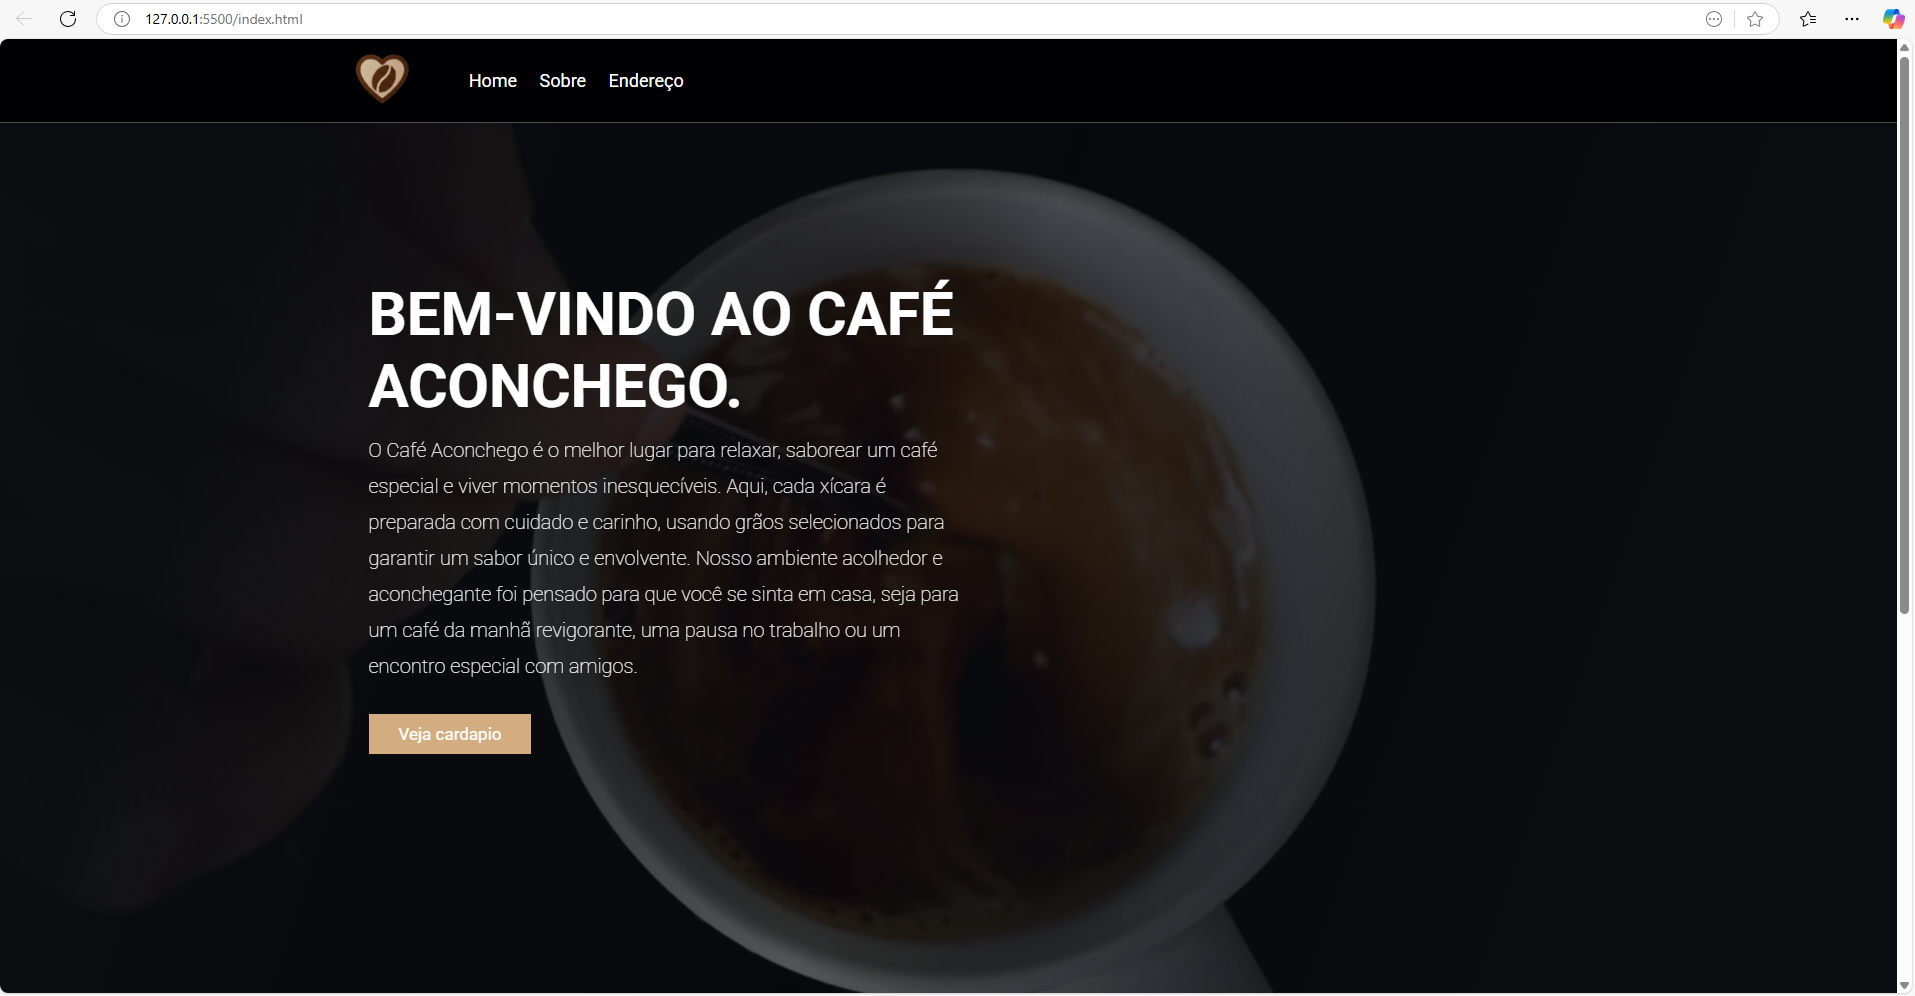 127.0.0.1:5500/index.html
Home Sobre Endereço
BEM-VINDO AO CAFÉ
ACONCHEGO.
O Café Aconchego é o melhor lugar para relaxar, saborear um café
especial e viver momentos inesquecíveis. Aqui, cada xícara é
preparada com cuidado e carinho, usando grãos selecionados para
garantir um sabor único e envolvente. Nosso ambiente acolhedor e
aconchegante foi pensado para que você se sinta em casa, seja para
um café da manhã revigorante, uma pausa no trabalho ou um
encontro especial com amigos.
Veja cardapio